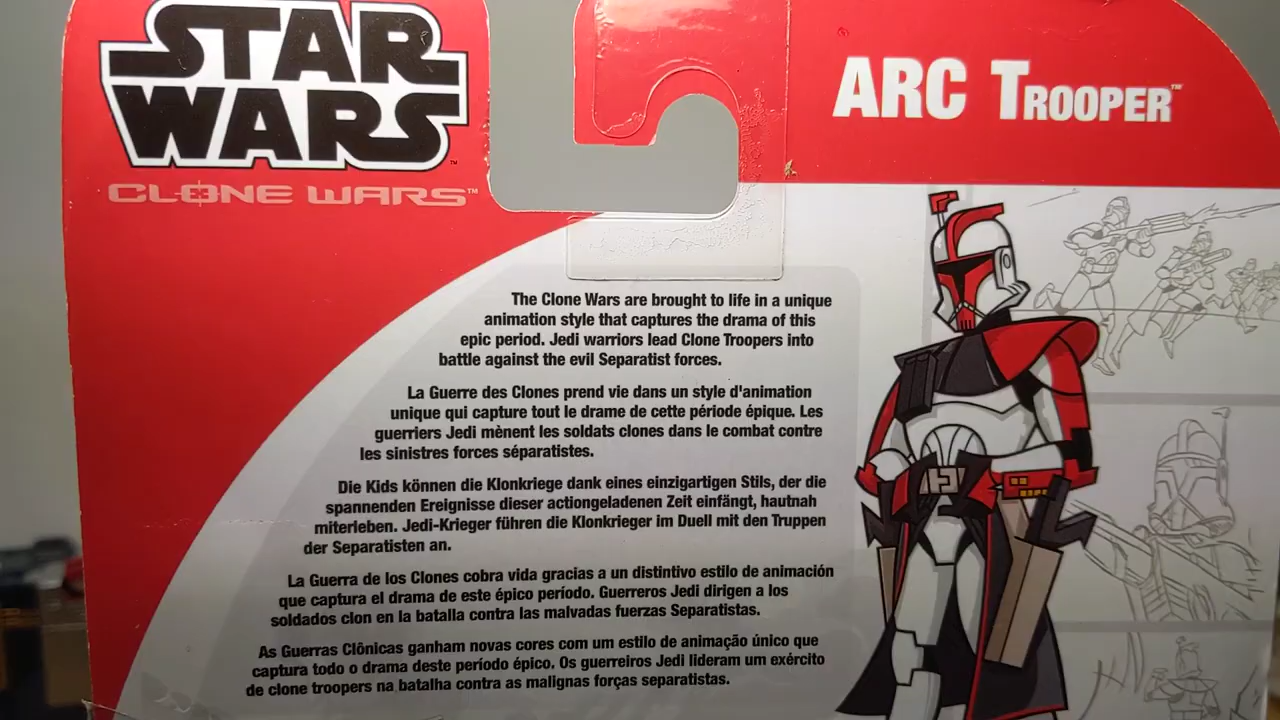 STAR
WARS™
CLONE WARS™
ARC TROOPER™
The Clone Wars are brought to life in a unique
animation style that captures the drama of this
epic period. Jedi warriors lead Clone Troopers into
battle against the evil Separatist forces.
La Guerre des Clones prend vie dans un style d'animation
unique qui capture tout le drame de cette période épique. Les
guerriers Jedi mènent les soldats clones dans le combat contre
les sinistres forces séparatistes.
Die Kids können die Klonkriege dank eines einzigartigen Stils, der die
spannenden Ereignisse dieser actiongeladenen Zeit einfängt, hautnah
miterleben. Jedi-Krieger führen die Klonkrieger im Duell mit den Truppen
der Separatisten an.
La Guerra de los Clones cobra vida gracias a un distintivo estilo de animación
que captura el drama de este épico período. Guerreros Jedi dirigen a los
soldados clon en la batalla contra las malvadas fuerzas Separatistas.
As Guerras Clônicas ganham novas cores com um estilo de animação único que
captura todo o drama deste período épico. Os guerreiros Jedi lideram um exército
de clone troopers na batalha contra as malignas forças separatistas.